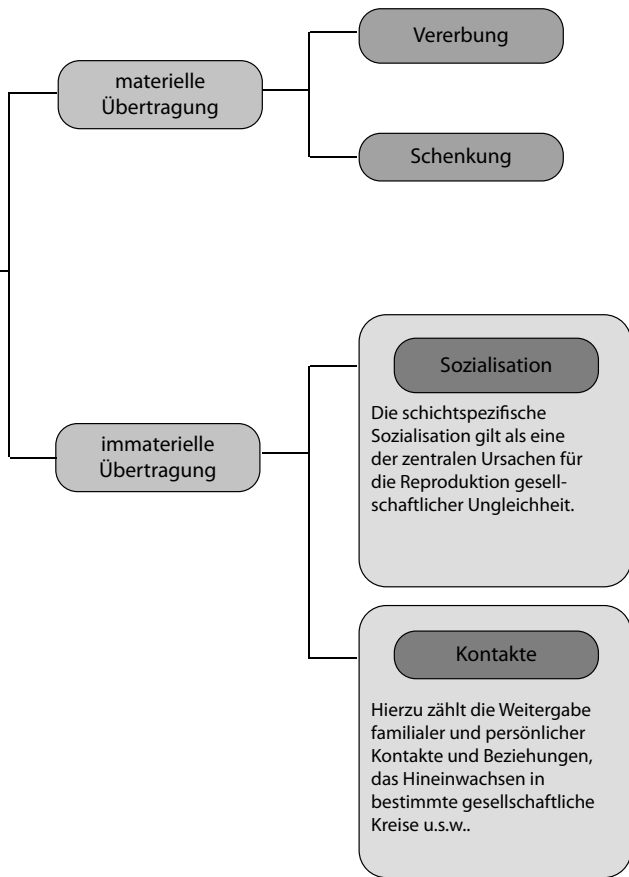 Vererbung
materielle
Übertragung
Schenkung
Sozialisation
Die schichtspezifische
Sozialisation gilt als eine
der zentralen Ursachen für
die Reproduktion gesell-
schaftlicher Ungleichheit.
immaterielle
Übertragung
Kontakte
Hierzu zählt die Weitergabe
familialer und persönlicher
Kontakte und Beziehungen,
das Hineinwachsen in
bestimmte gesellschaftliche
Kreise u.s.w..